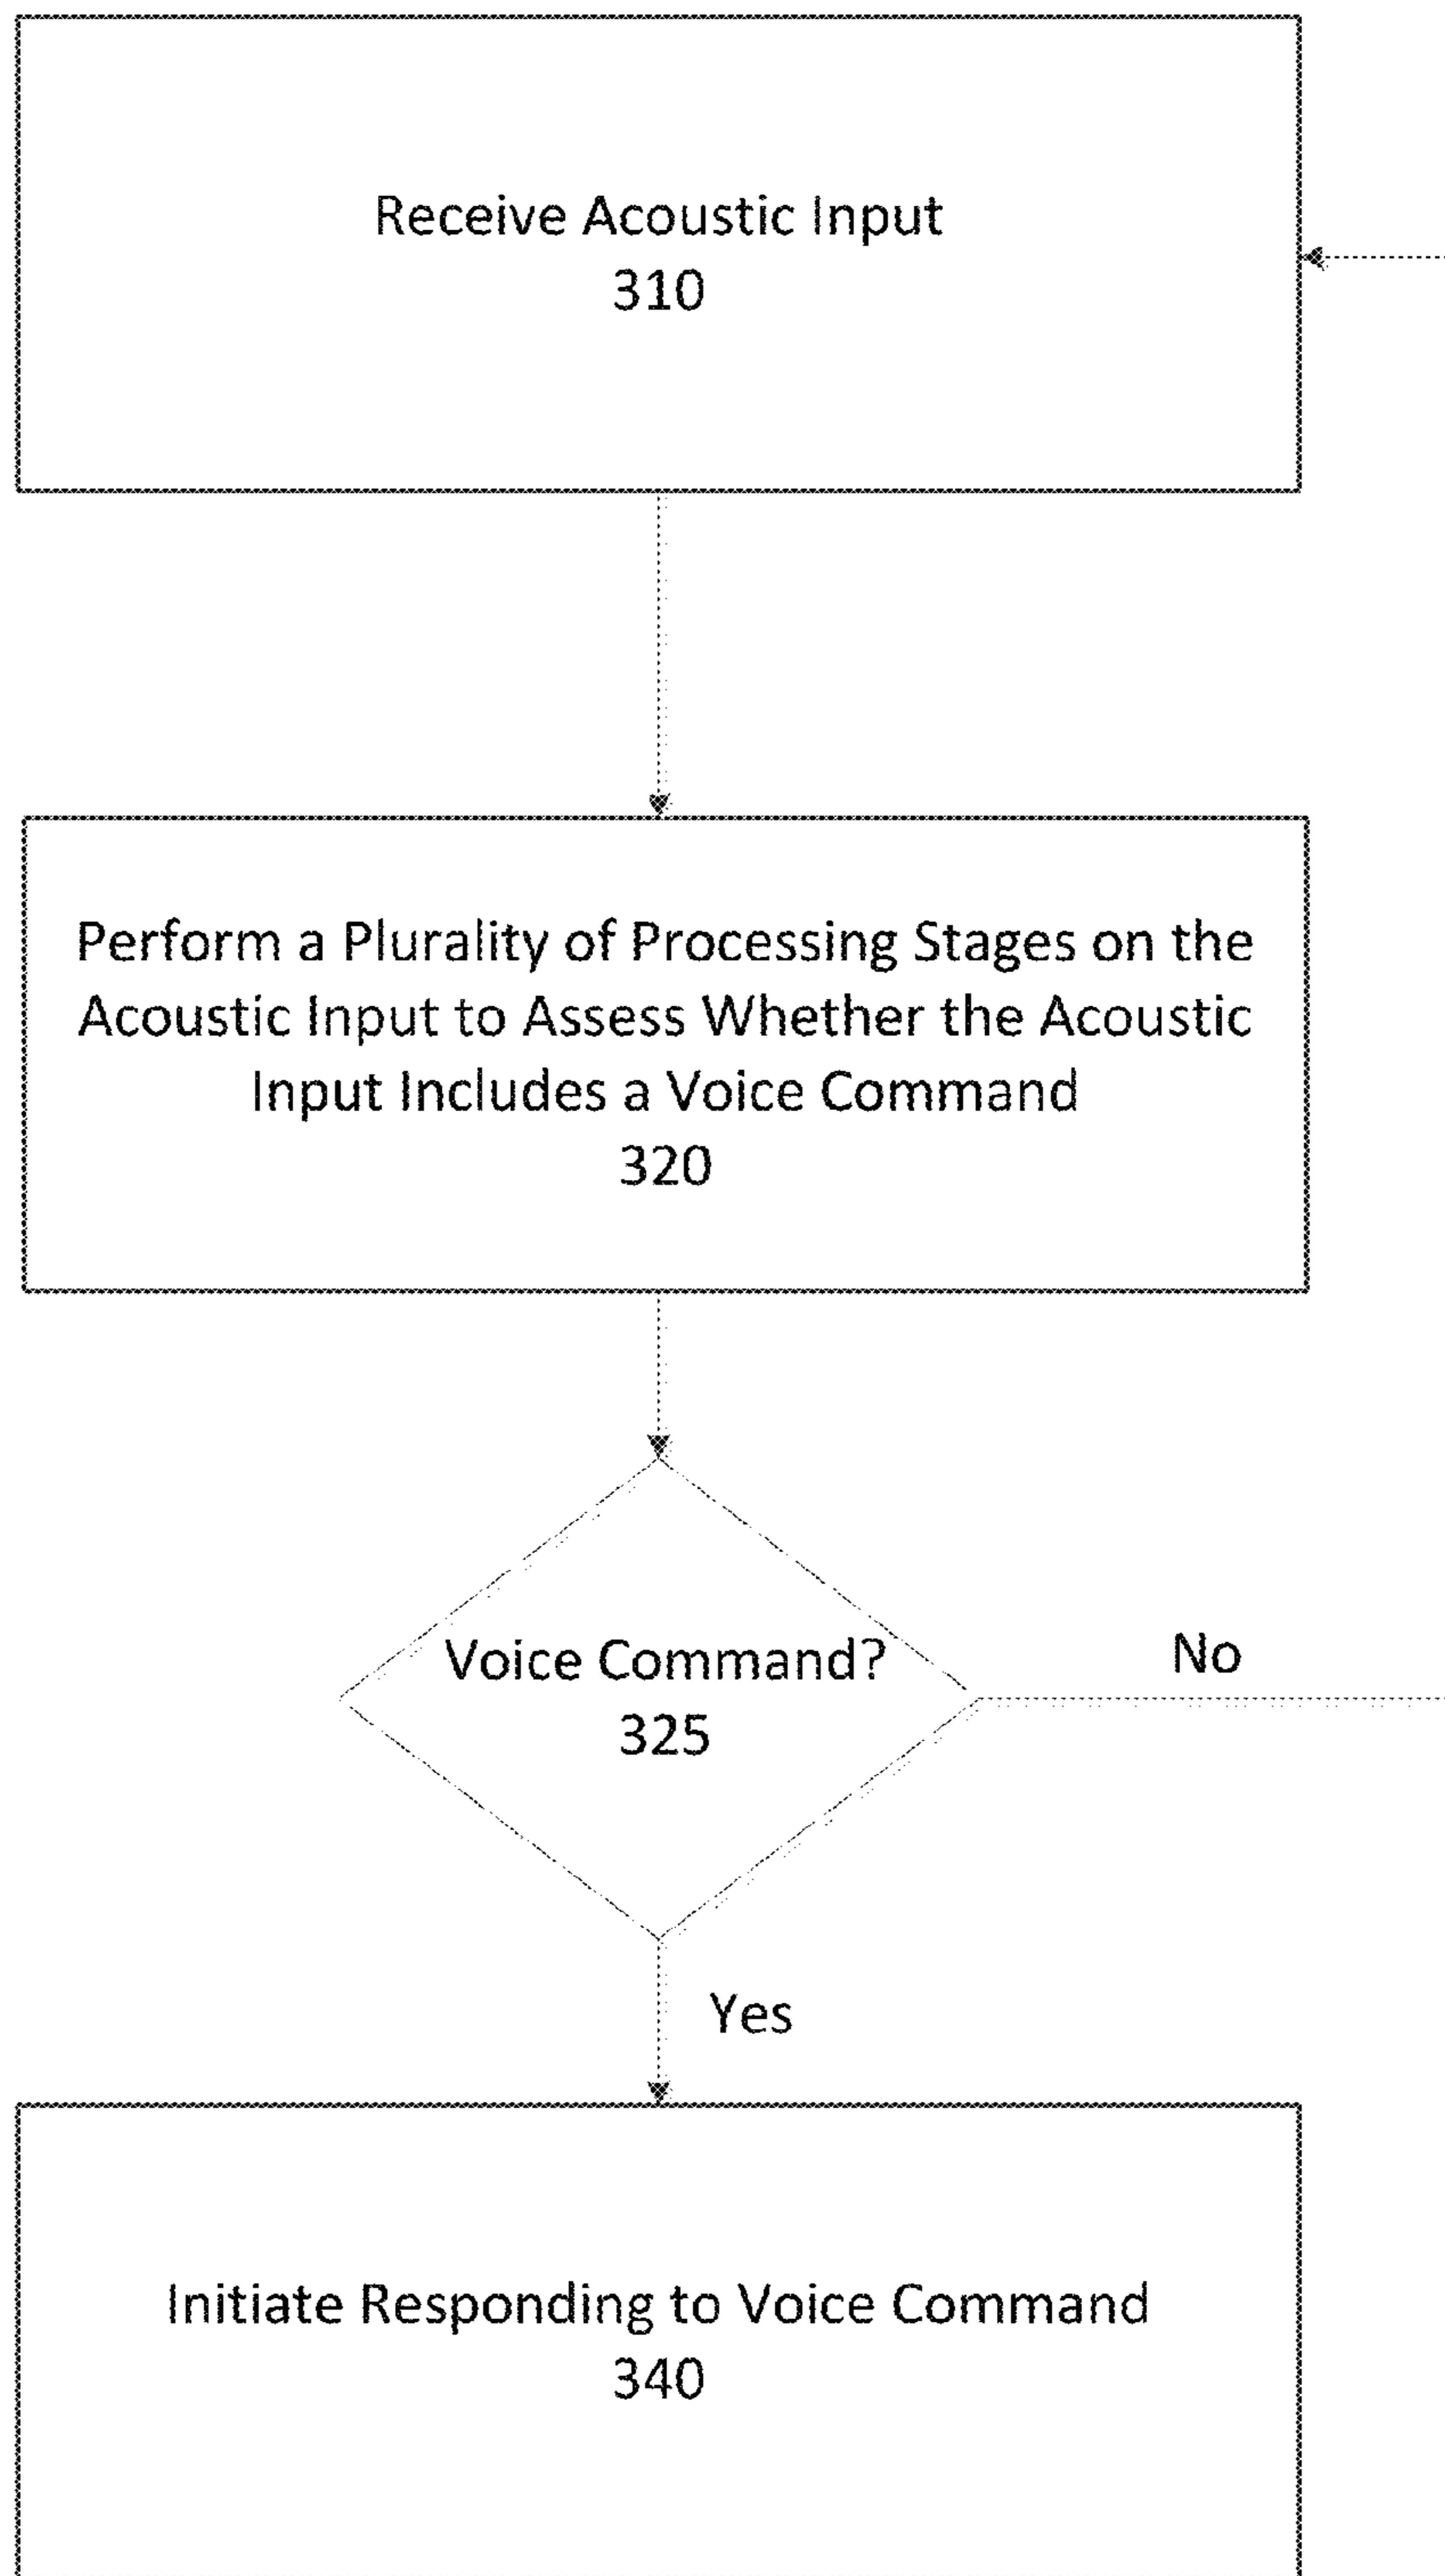 Receive Acoustic Input
310
Perform a Plurality of Processing Stages on the
Acoustic Input to Assess Whether the Acoustic
Input Includes a Voice Command
320
Voice Command?
325
No
Yes
Initiate Responding to Voice Command
340